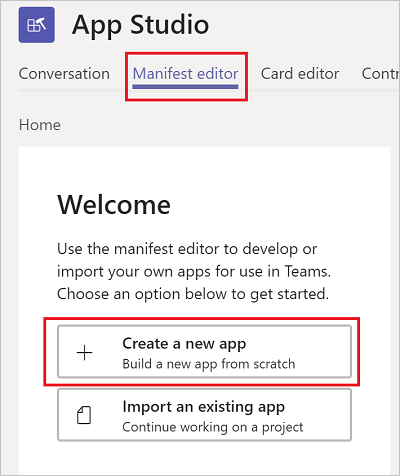 App Studio
Conversation Manifest editor Card editor Contr
Home
Welcome
Use the manifest editor to develop or
import your own apps for use in Teams.
Choose an option below to get started.
Create a new app
Build a new app from scratch
Import an existing app
Continue working on a project